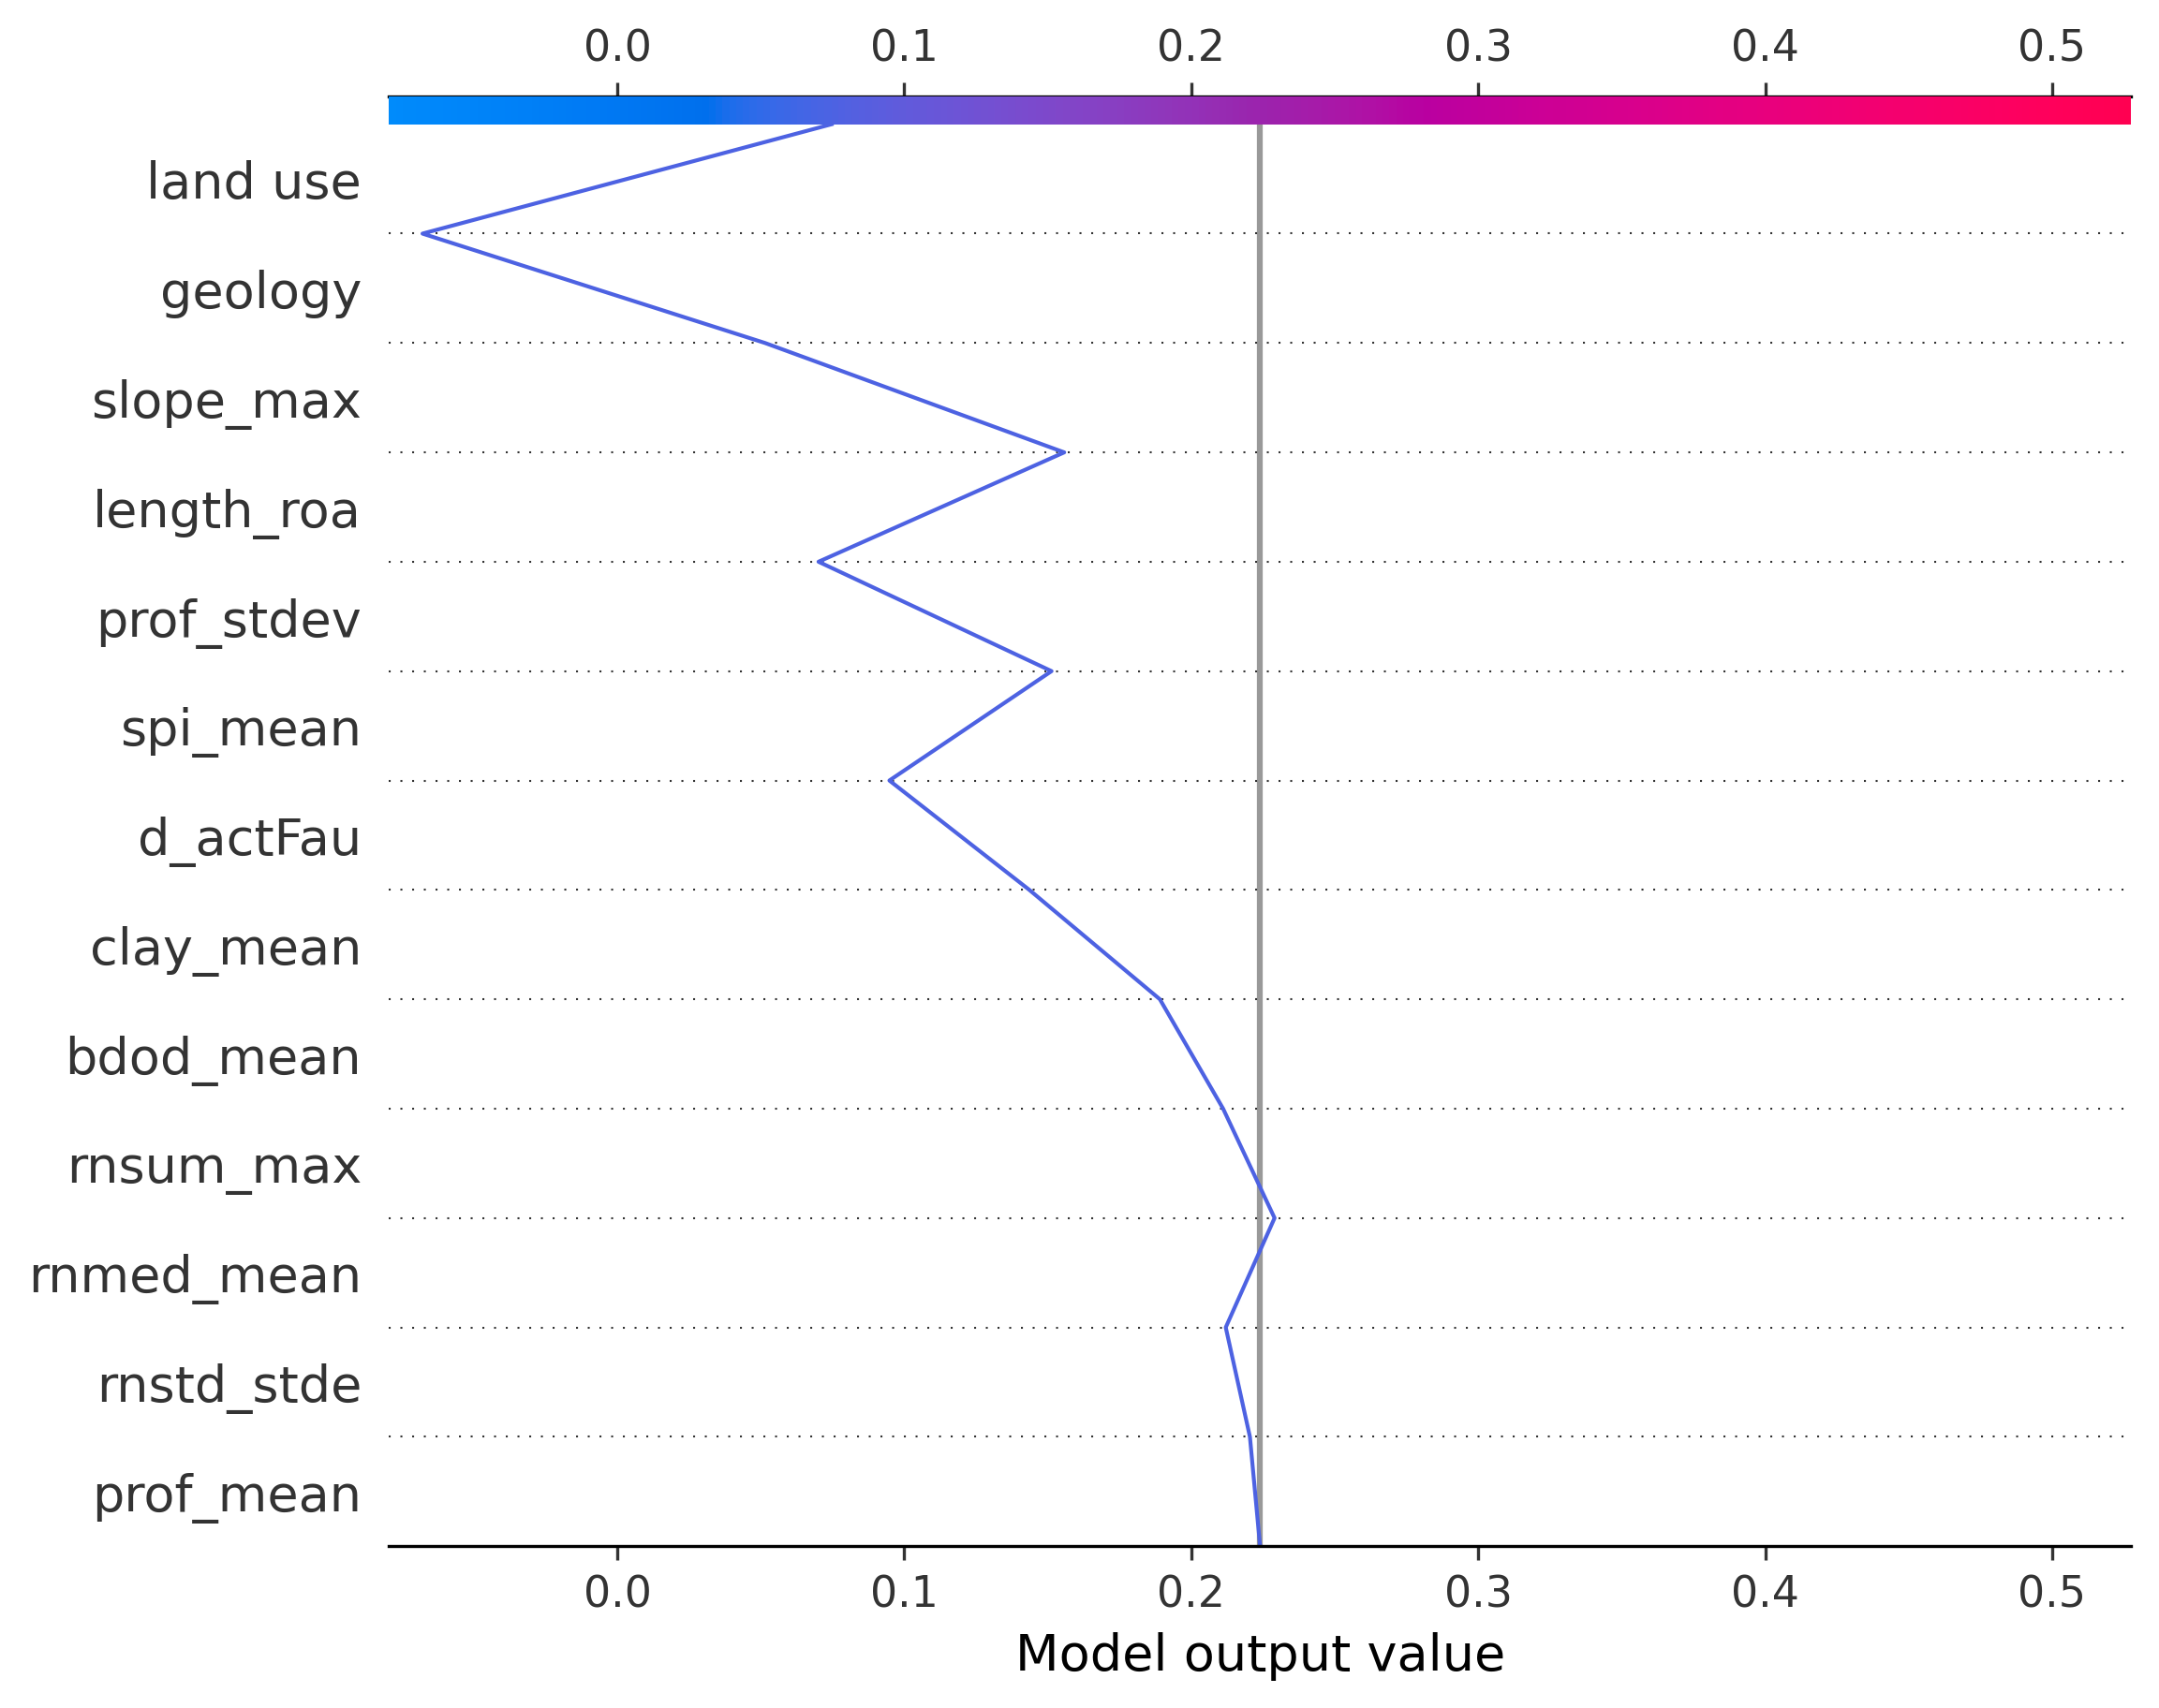 0.0 0.1 0.2 0.3 0.4 0.5
land use
geology
slope_max
length_roa
prof_stdev
spi_mean
d_actFau
clay_mean
bdod_mean
rnsum_max
rnmed_mean
rnstd_stde
prof_mean
0.0 0.1 0.2 0.3 0.4 0.5
Model output value